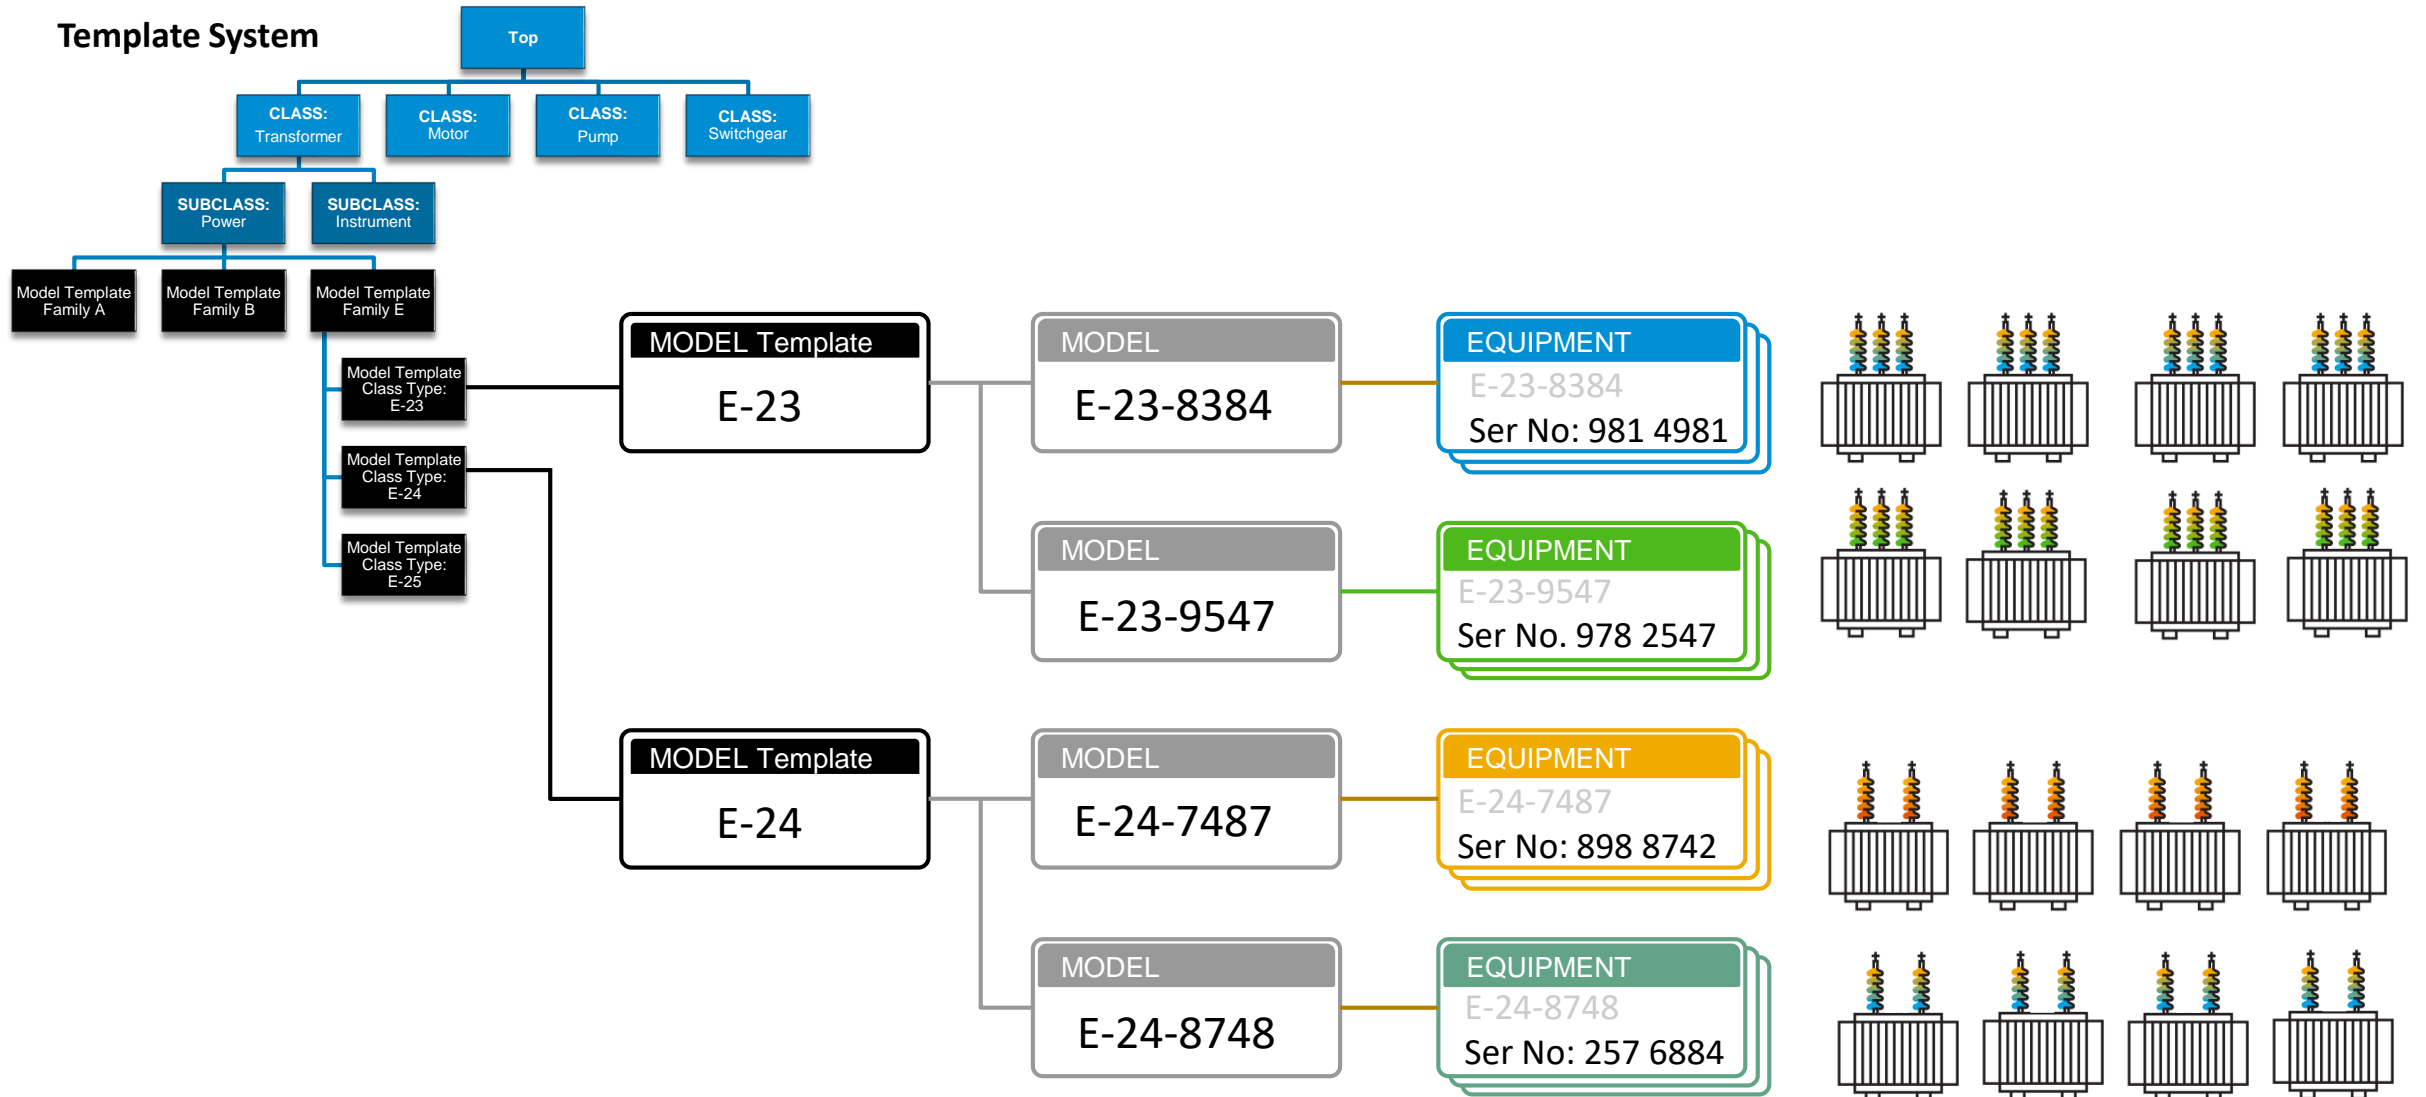 Template System
Top
CLASS:
Transformer
CLASS:
Motor
CLASS:
Pump
CLASS:
Switchgear
SUBCLASS:
Power
SUBCLASS:
Instrument
Model Template
Family A
Model Template
Family B
Model Template
Family E
Model Template
Class Type:
E-23
Model Template
Class Type:
E-24
Model Template
Class Type:
E-25
MODEL Template
E-23
MODEL
E-23-8384
EQUIPMENT
E-23-8384
Ser No: 981 4981
MODEL
E-23-9547
EQUIPMENT
E-23-9547
Ser No. 978 2547
MODEL Template
E-24
MODEL
E-24-7487
EQUIPMENT
E-24-7487
Ser No: 898 8742
MODEL
E-24-8748
EQUIPMENT
E-24-8748
Ser No: 257 6884